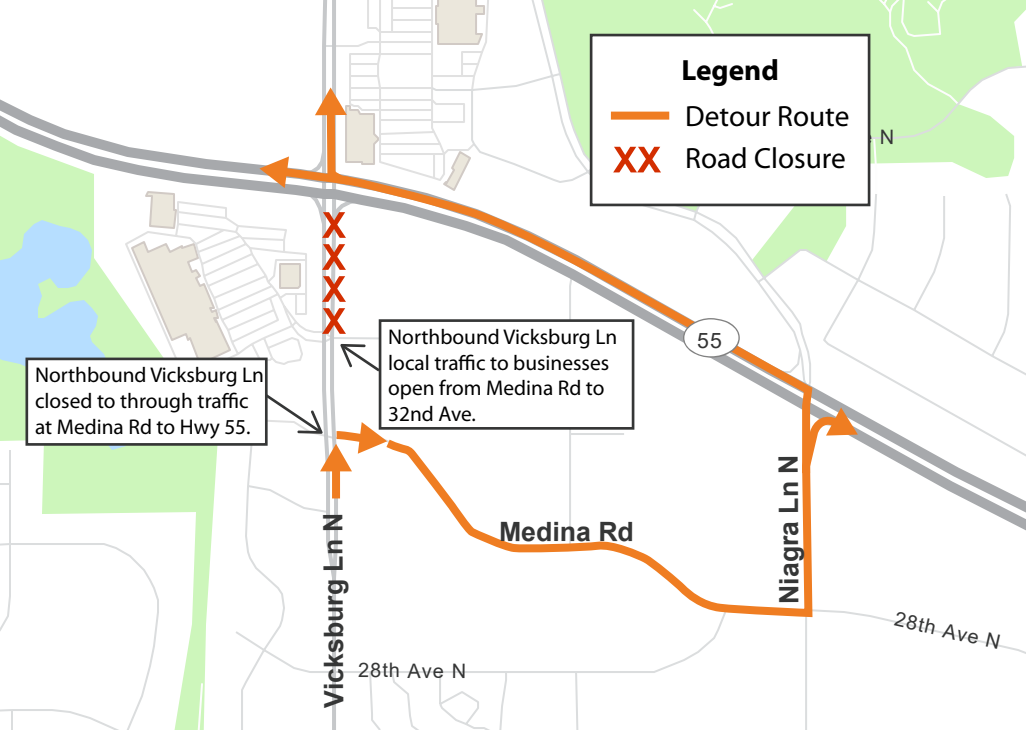 Legend
Detour Route
XX Road Closure
N
X
X
X
X
55
Northbound Vicksburg Ln
local traffic to businesses
open from Medina Rd to
32nd Ave.
Northbound Vicksburg Ln
closed to through traffic
at Medina Rd to Hwy 55.
Medina Rd
Niagra Ln N
Vicksburg Ln N
28th Ave N
28th Ave N